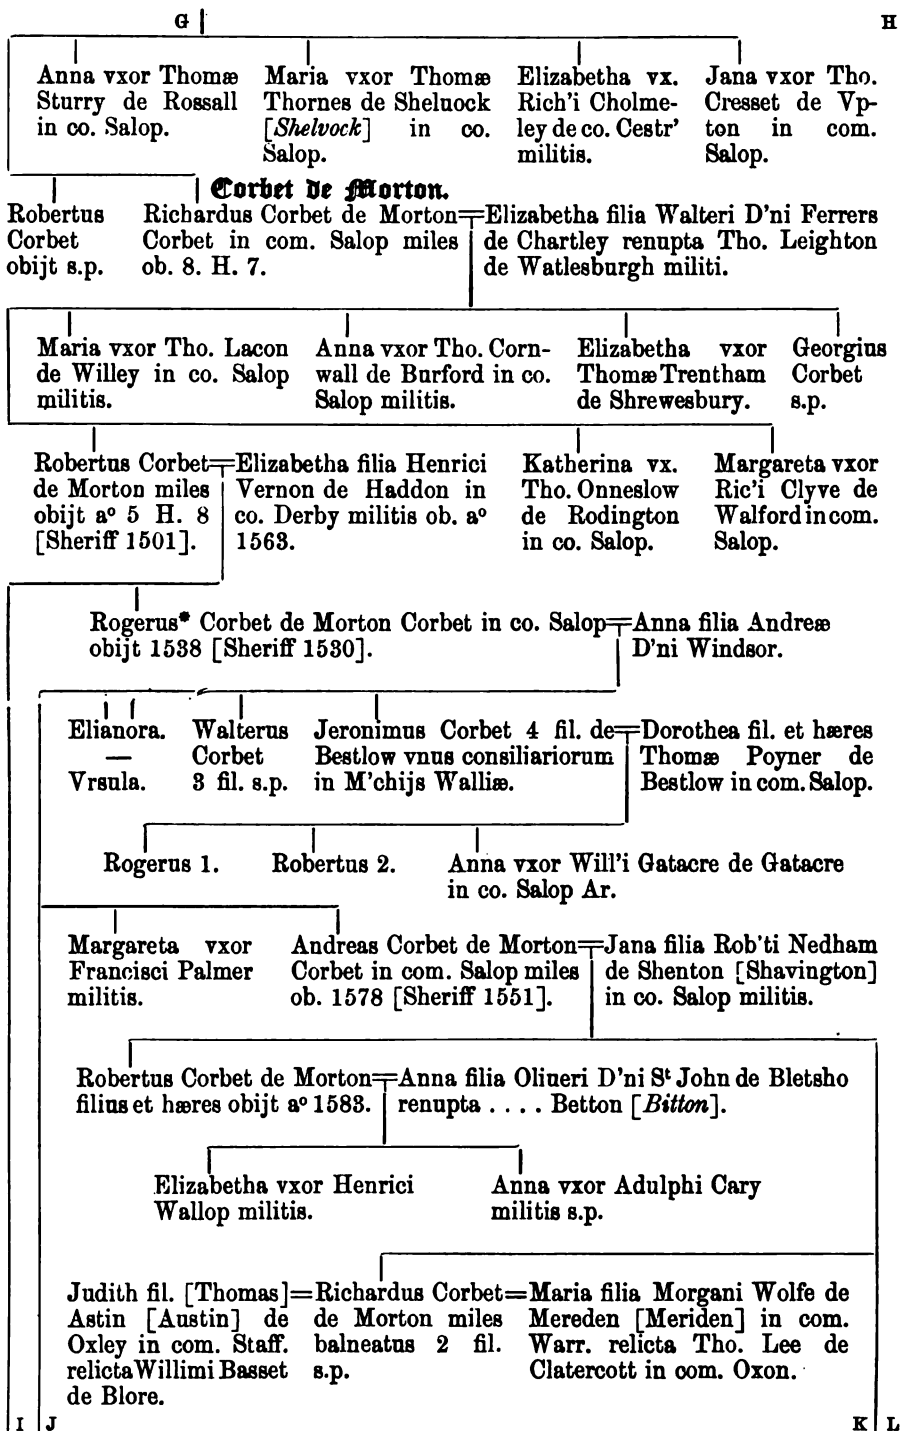 G H
Anna vxor Thomæ
Sturry de Rossall
in co. Salop.
Maria vxor Thomæ
Thornes de Sheluock
[Shelvock] in co.
Salop.
Elizabetha vx.
Rich'i Cholme-
ley de co. Cestr'
militis.
Jana vxor Tho.
Cresset de Vp-
ton in com.
Salop.
Corbet de Morton.
Robertus
Corbet
obijt s.p.
Richardus Corbet de Morton
Corbet in com. Salop miles
ob. 8. H. 7.
Elizabetha filia Walteri D'ni Ferrers
de Chartley renupta Tho. Leighton
de Watlesburgh militi.
Maria vxor Tho. Lacon
de Willey in co. Salop
militis.
Anna vxor Tho. Corn-
wall de Burford in co.
Salop militis.
Elizabetha vxor
Thomæ Trentham
de Shrewesbury.
Georgius
Corbet
s.p.
Robertus Corbet
de Morton miles
obijt aº 5 H. 8
[Sheriff 1501].
Elizabetha filia Henrici
Vernon de Haddon in
co. Derby militis ob. aº
1563.
Katherina vx.
Tho. Onneslow
de Rodington
in co. Salop.
Margareta vxor
Ric'i Clyve de
Walford in com.
Salop.
Rogerus* Corbet de Morton Corbet in co. Salop
obijt 1538 [Sheriff 1530].
Anna filia Andreæ
D'ni Windsor.
Elianora.
—
Vrsula.
Walterus
Corbet
3 fil. s.p.
Jeronimus Corbet 4 fil. de
Bestlow vnus consiliariorum
in M'chijs Walliæ.
Dorothea fil. et hæres
Thomæ Poyner de
Bestlow in com. Salop.
Rogerus 1.
Robertus 2.
Anna vxor Will'i Gatacre de Gatacre
in co. Salop Ar.
Margareta vxor
Francisci Palmer
militis.
Andreas Corbet de Morton
Corbet in com. Salop miles
ob. 1578 [Sheriff 1551].
Jana filia Rob'ti Nedham
de Shenton [Shavington]
in co. Salop militis.
Robertus Corbet de Morton
filius et hæres obijt aº 1583.
Anna filia Oliueri D'ni Sᵗ John de Bletsho
renupta . . . . Betton [Bitton].
Elizabetha vxor Henrici
Wallop militis.
Anna vxor Adulphi Cary
militis s.p.
Judith fil. [Thomas]
Astin [Austin] de
Oxley in com. Staff.
relicta Willimi Basset
de Blore.
Richardus Corbet
de Morton miles
balneatus 2 fil.
s.p.
Maria filia Morgani Wolfe de
Mereden [Meriden] in com.
Warr. relicta Tho. Lee de
Clatercott in com. Oxon.
I J K L